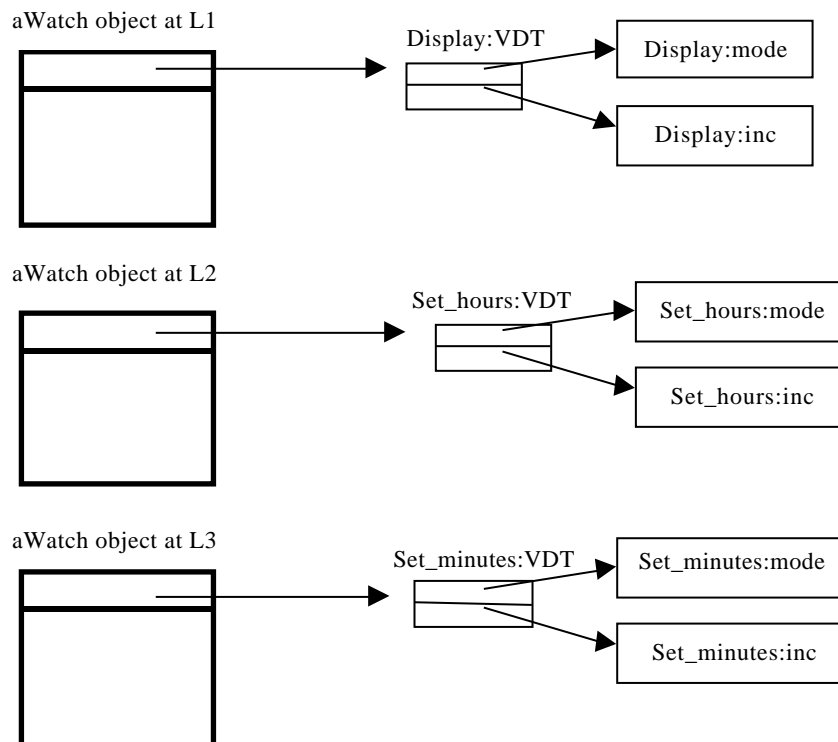 aWatch object at L1
Display:VDT
Display:mode
Display:inc
aWatch object at L2
Set_hours:VDT
Set_hours:mode
Set_hours:inc
aWatch object at L3
Set_minutes:VDT
Set_minutes:mode
Set_minutes:inc